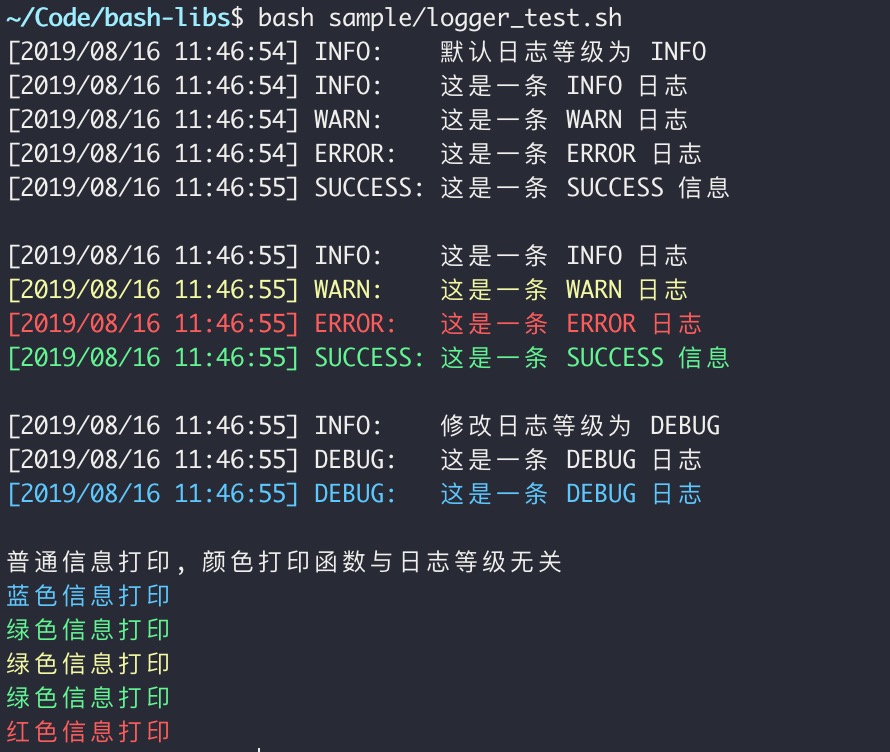 ~/Code/bash-libs$ bash sample/logger_test.sh
[2019/08/16 11:46:54] INFO:    默认日志等级为 INFO
[2019/08/16 11:46:54] INFO:    这是一条 INFO 日志
[2019/08/16 11:46:54] WARN:    这是一条 WARN 日志
[2019/08/16 11:46:54] ERROR:   这是一条 ERROR 日志
[2019/08/16 11:46:55] SUCCESS: 这是一条 SUCCESS 信息
[2019/08/16 11:46:55] INFO:    这是一条 INFO 日志
[2019/08/16 11:46:55] WARN:    这是一条 WARN 日志
[2019/08/16 11:46:55] ERROR:   这是一条 ERROR 日志
[2019/08/16 11:46:55] SUCCESS: 这是一条 SUCCESS 信息
[2019/08/16 11:46:55] INFO:    修改日志等级为 DEBUG
[2019/08/16 11:46:55] DEBUG:   这是一条 DEBUG 日志
[2019/08/16 11:46:55] DEBUG:   这是一条 DEBUG 日志
普通信息打印，颜色打印函数与日志等级无关
蓝色信息打印
绿色信息打印
绿色信息打印
绿色信息打印
红色信息打印